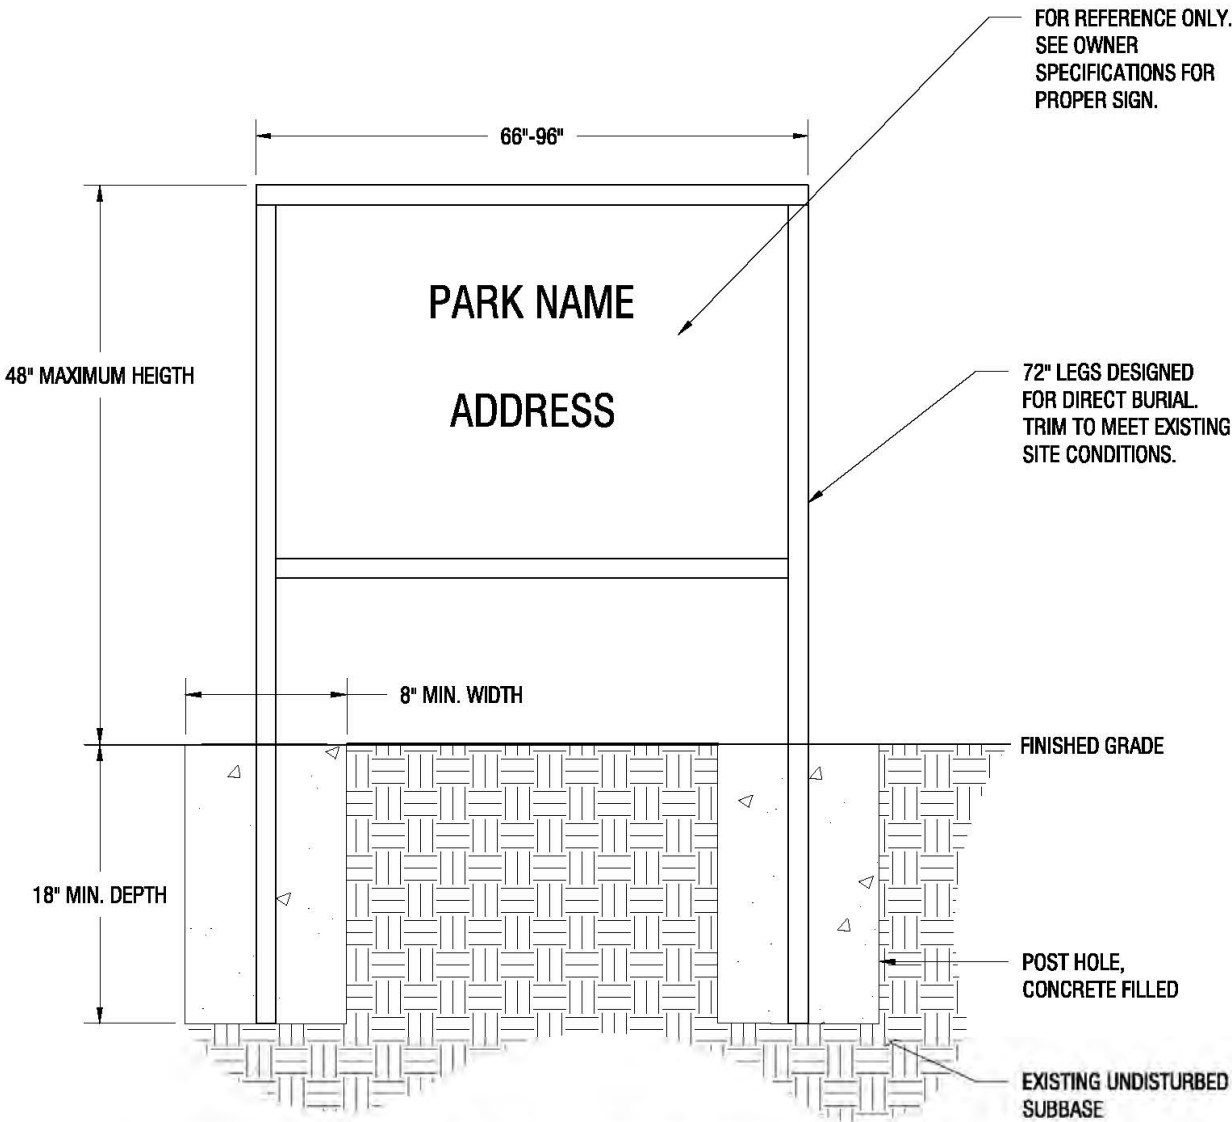 FOR REFERENCE ONLY.
SEE OWNER
SPECIFICATIONS FOR
PROPER SIGN.
66"-96"
PARK NAME
ADDRESS
48" MAXIMUM HEIGTH
72" LEGS DESIGNED
FOR DIRECT BURIAL.
TRIM TO MEET EXISTING
SITE CONDITIONS.
8" MIN. WIDTH
FINISHED GRADE
18" MIN. DEPTH
POST HOLE,
CONCRETE FILLED
EXISTING UNDISTURBED
SUBBASE